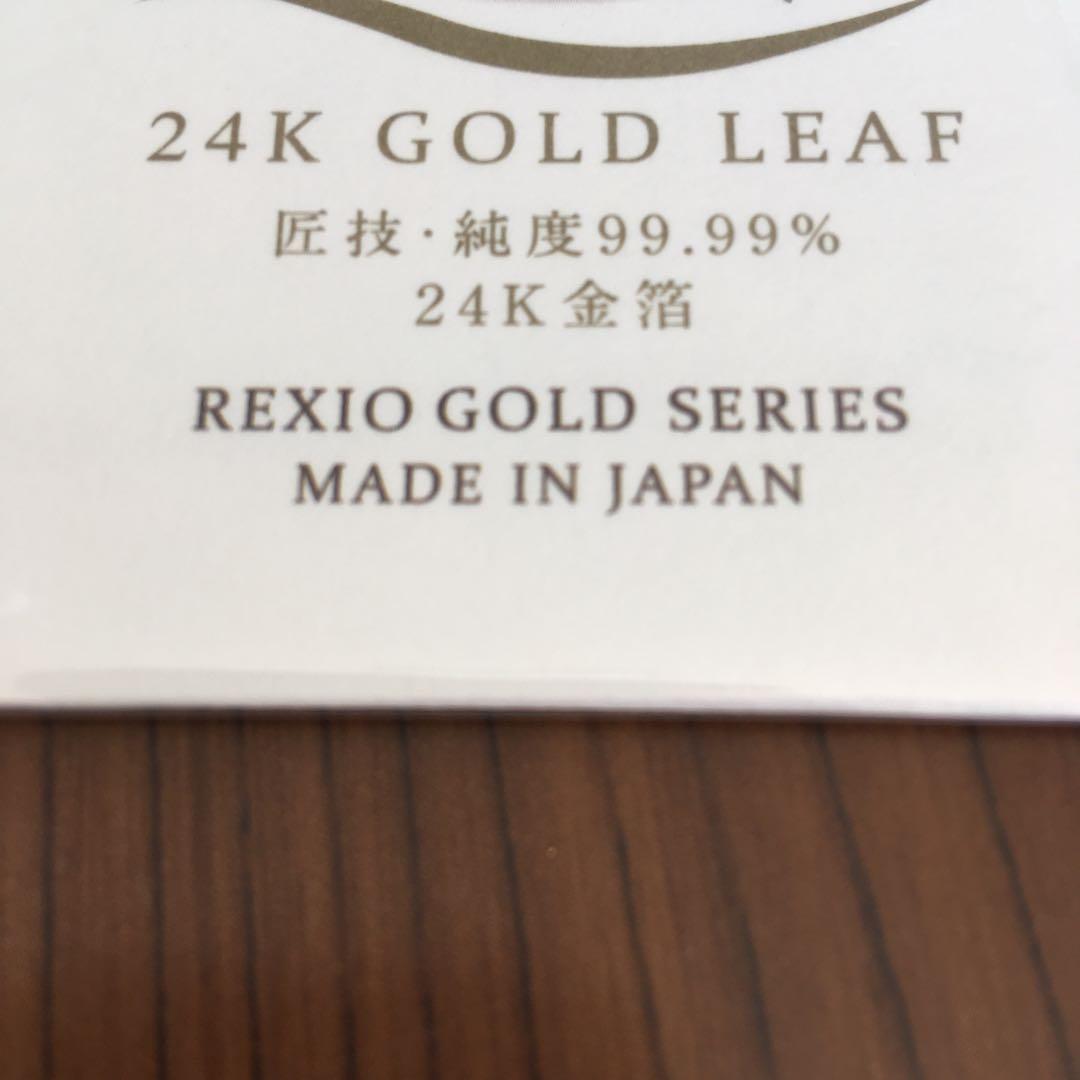 24K GOLD LEAF
匠技·純度99.99%
24K金箔
REXIO GOLD SERIES
MADE IN JAPAN